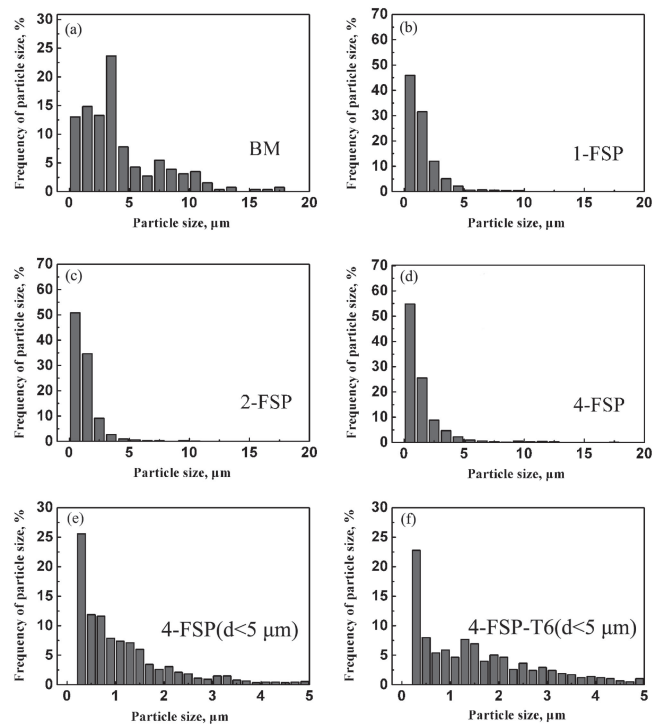 (a)
BM
Frequency of particle size, %
30
25
20
15
10
5
0
0 5 10 15 20
Particle size, µm
(b)
1-FSP
Frequency of particle size, %
70
60
50
40
30
20
10
0
0 5 10 15 20
Particle size, µm
(c)
2-FSP
Frequency of particle size, %
70
60
50
40
30
20
10
0
0 5 10 15 20
Particle size, µm
(d)
4-FSP
Frequency of particle size, %
70
60
50
40
30
20
10
0
0 5 10 15 20
Particle size, µm
(e)
4-FSP(d<5 µm)
Frequency of particle size, %
30
25
20
15
10
5
0
0 1 2 3 4 5
Particle size, µm
(f)
4-FSP-T6(d<5 µm)
Frequency of particle size, %
30
25
20
15
10
5
0
0 1 2 3 4 5
Particle size, µm